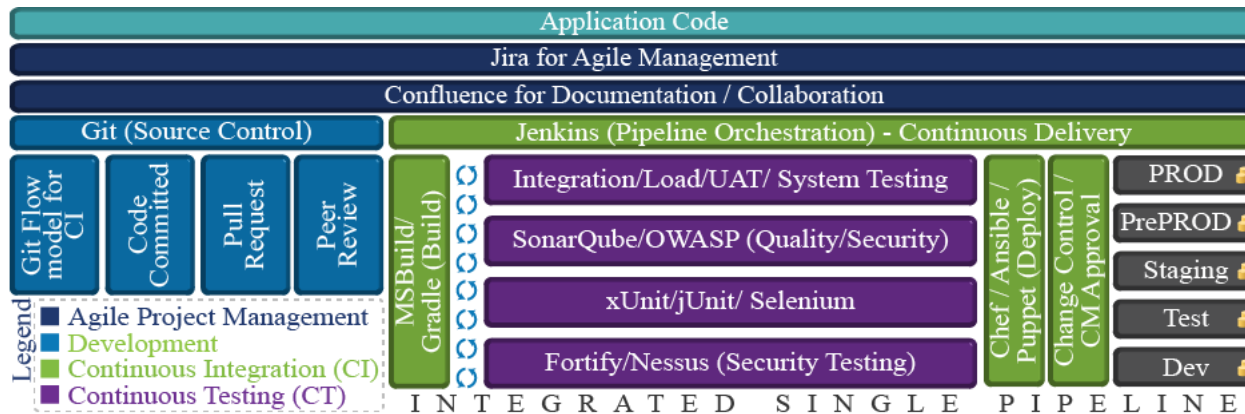 Application Code
Jira for Agile Management
Confluence for Documentation / Collaboration
Git (Source Control)
Jenkins (Pipeline Orchestration) - Continuous Delivery
Git Flow
model for
CI
Code
Committed
Pull
Request
Peer
Review
MSBuild/
Gradle (Build)
Integration/Load/UAT/ System Testing
SonarQube/OWASP (Quality/Security)
xUnit/jUnit/ Selenium
Fortify/Nessus (Security Testing)
Chef / Ansible /
Puppet (Deploy)
Change Control /
CM Approval
PROD
PrePROD
Staging
Test
Dev
Legend
Agile Project Management
Development
Continuous Integration (CI)
Continuous Testing (CT)
INTEGRATED SINGLE PIPELINE